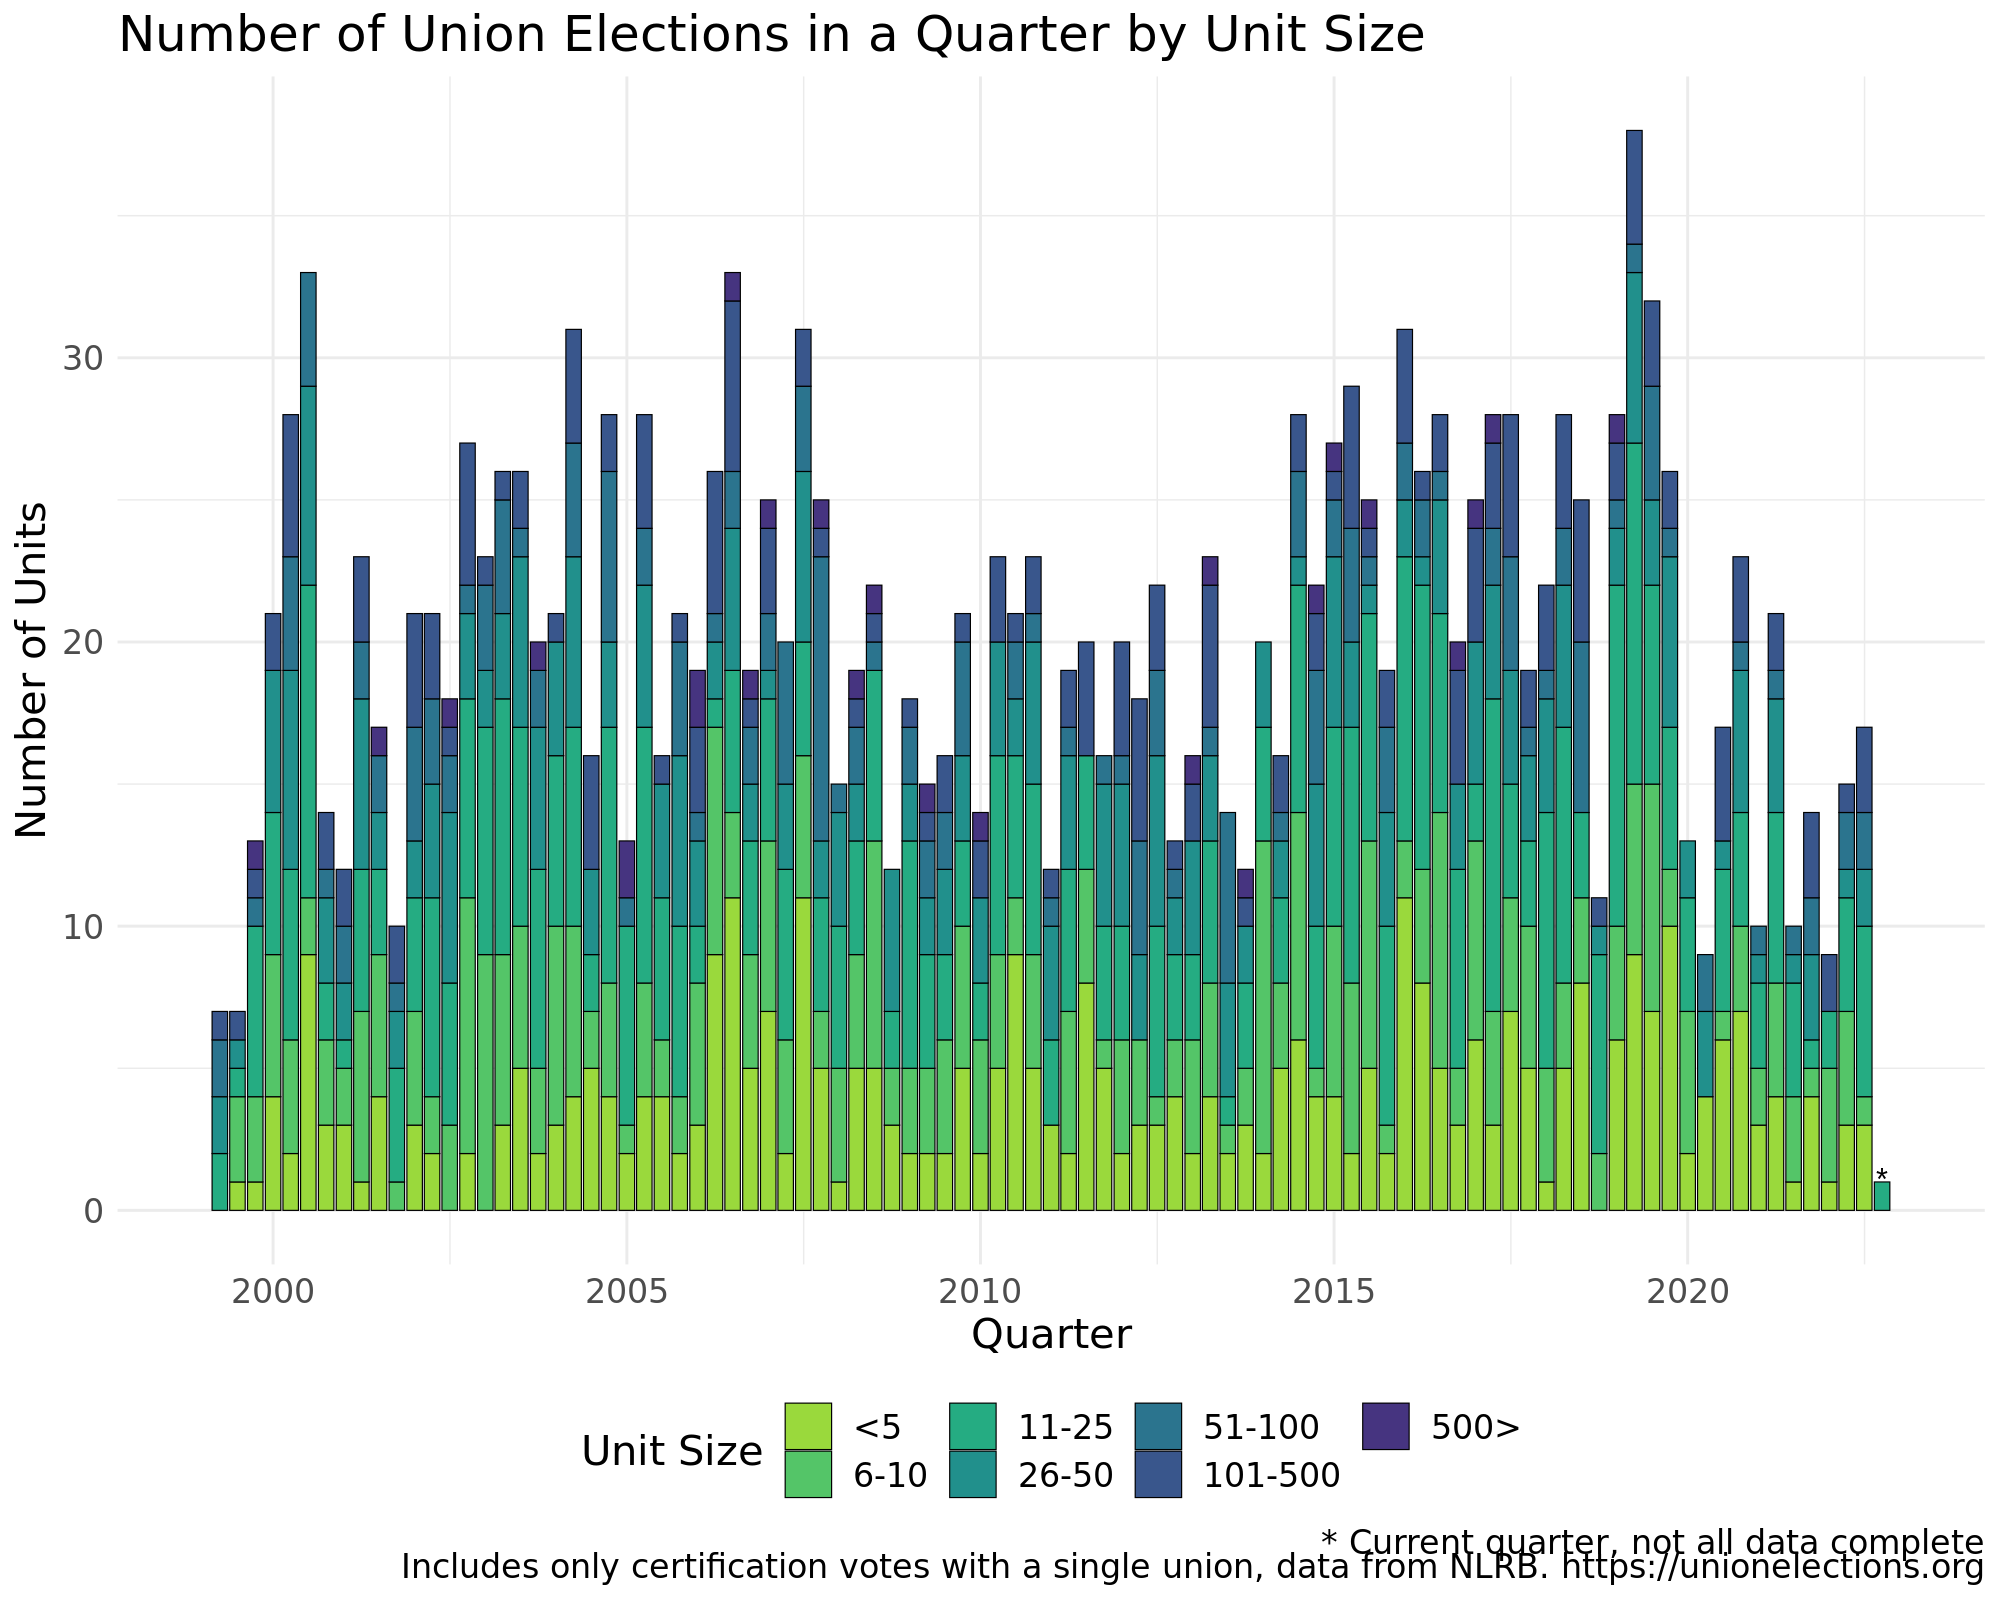 Number of Union Elections in a Quarter by Unit Size
Number of Units
30
20
10
0
*
2000 2005 2010 2015 2020
Quarter
Unit Size
<5 11-25 51-100 500>
6-10 26-50 101-500
* Current quarter, not all data complete
Includes only certification votes with a single union, data from NLRB. https://unionelections.org